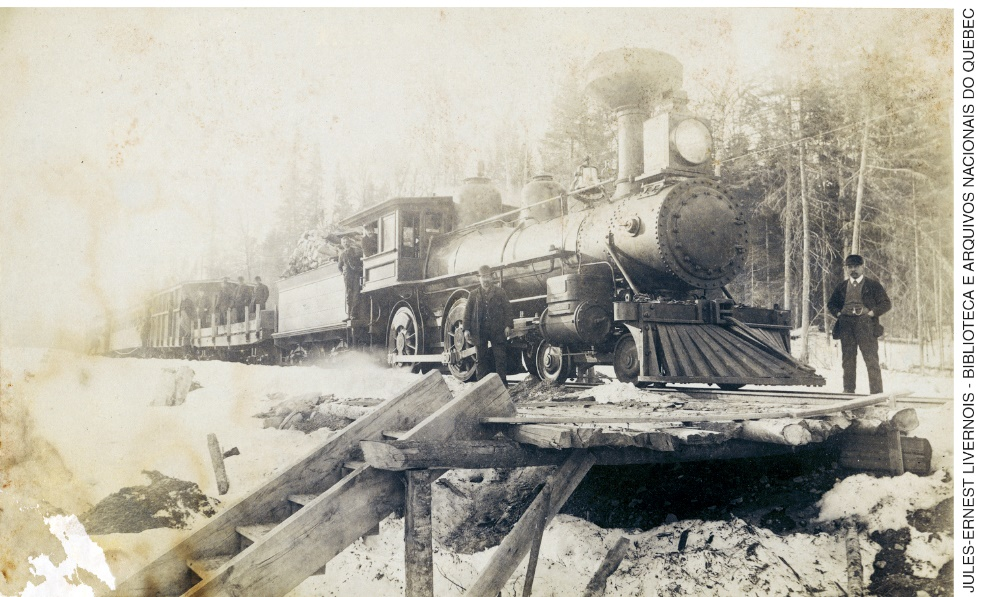 JULES-ERNEST LIVERNOIS - BIBLIOTECA E ARQUIVOS NACIONAIS DO QUEBEC